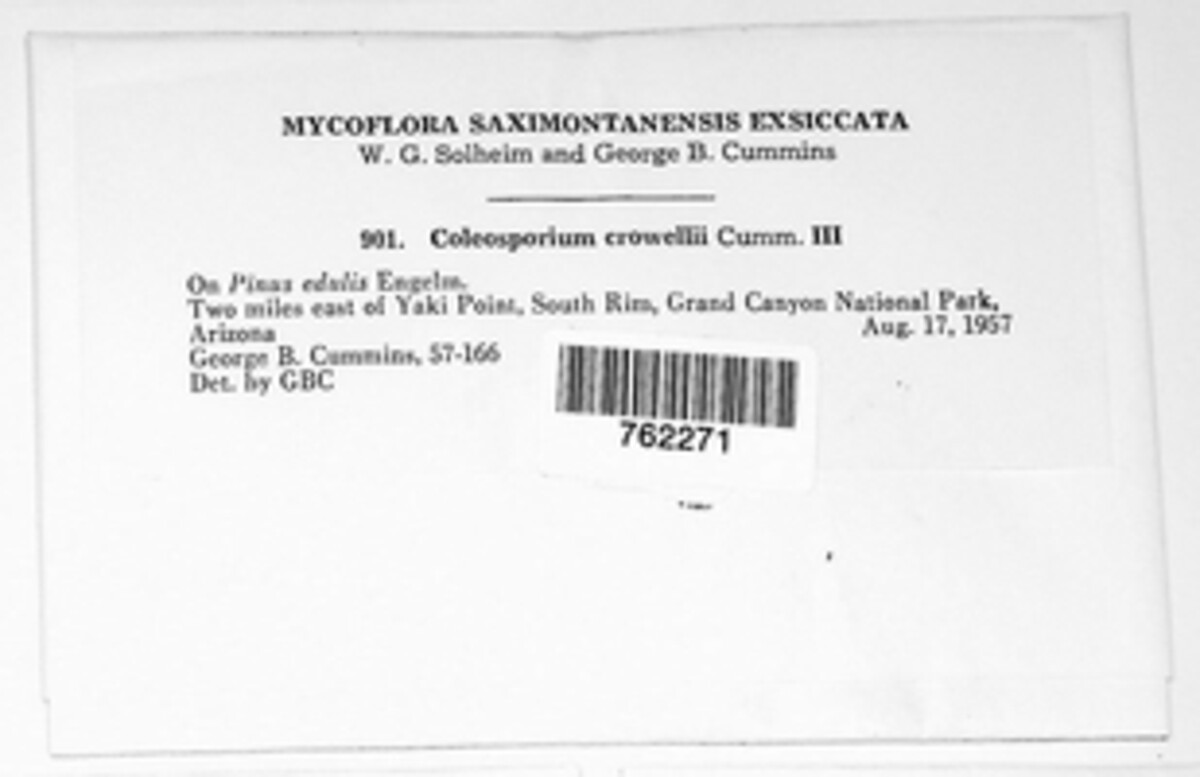 MYCOFLORA SAXIMONTANENSIS EXSICCATA
W. G. Solheim and George B. Cummins
901. Coleosporium crowellii Cumm. III
On Pinus edulis Engelm.
Two miles east of Yaki Point, South Rim, Grand Canyon National Park,
Arizona Aug. 17, 1957
George B. Cummins, 57-166
Det. by GBC
762271